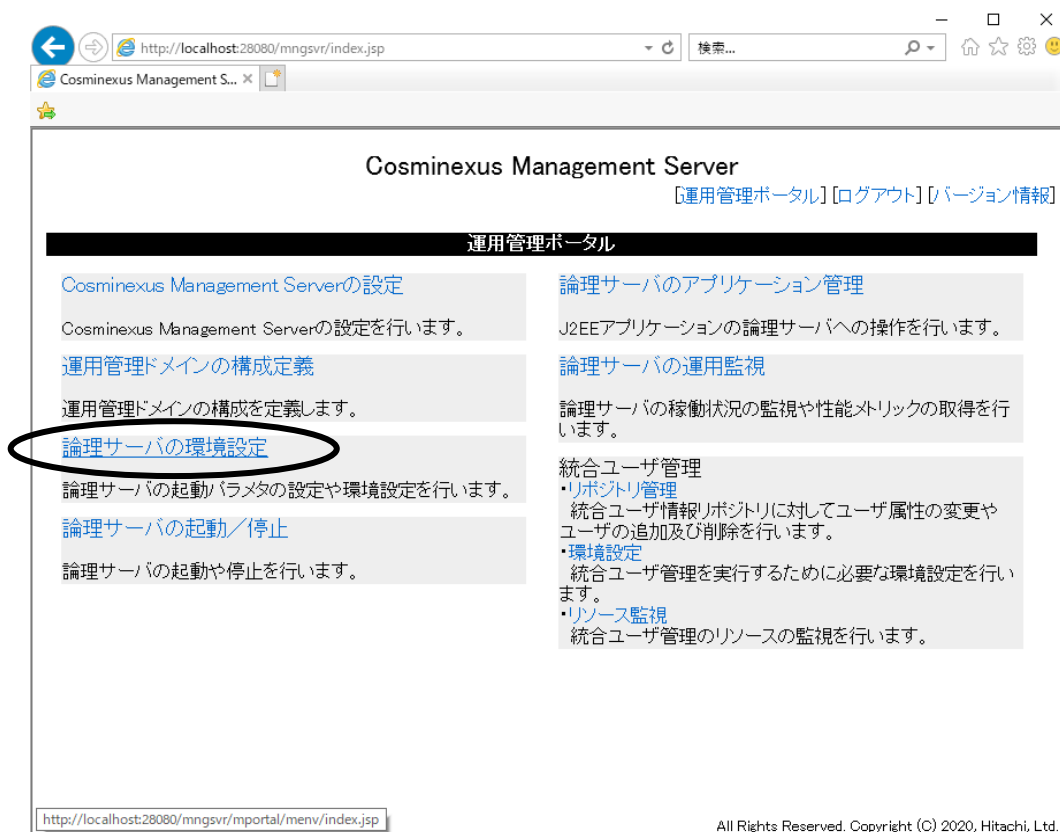 http://localhost:28080/mngsvr/index.jsp
検索...
Cosminexus Management S...
Cosminexus Management Server
[運用管理ポータル] [ログアウト] [バージョン情報]
運用管理ポータル
Cosminexus Management Serverの設定
Cosminexus Management Serverの設定を行います。
運用管理ドメインの構成定義
運用管理ドメインの構成を定義します。
論理サーバの環境設定
論理サーバの起動パラメタの設定や環境設定を行います。
論理サーバの起動／停止
論理サーバの起動や停止を行います。
論理サーバのアプリケーション管理
J2EEアプリケーションの論理サーバへの操作を行います。
論理サーバの運用監視
論理サーバの稼働状況の監視や性能メトリックの取得を行
います。
統合ユーザ管理
・リポジトリ管理
統合ユーザ情報リポジトリに対してユーザ属性の変更や
ユーザの追加及び削除を行います。
・環境設定
統合ユーザ管理を実行するために必要な環境設定を行い
ます。
・リソース監視
統合ユーザ管理のリソースの監視を行います。
http://localhost:28080/mngsvr/mportal/menv/index.jsp
All Rights Reserved. Copyright (C) 2020, Hitachi, Ltd.